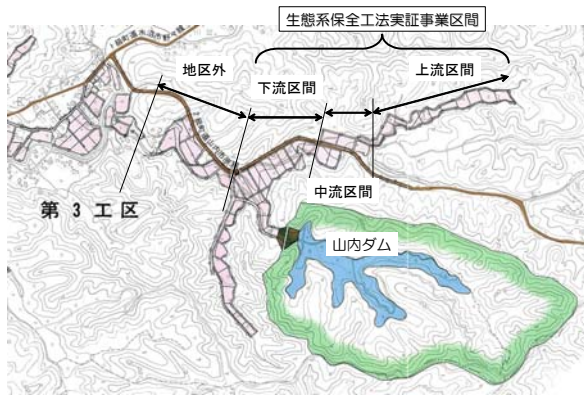 生態系保全工法実証事業区間
地区外
下流区間
上流区間
中流区間
第3工区
山内ダム